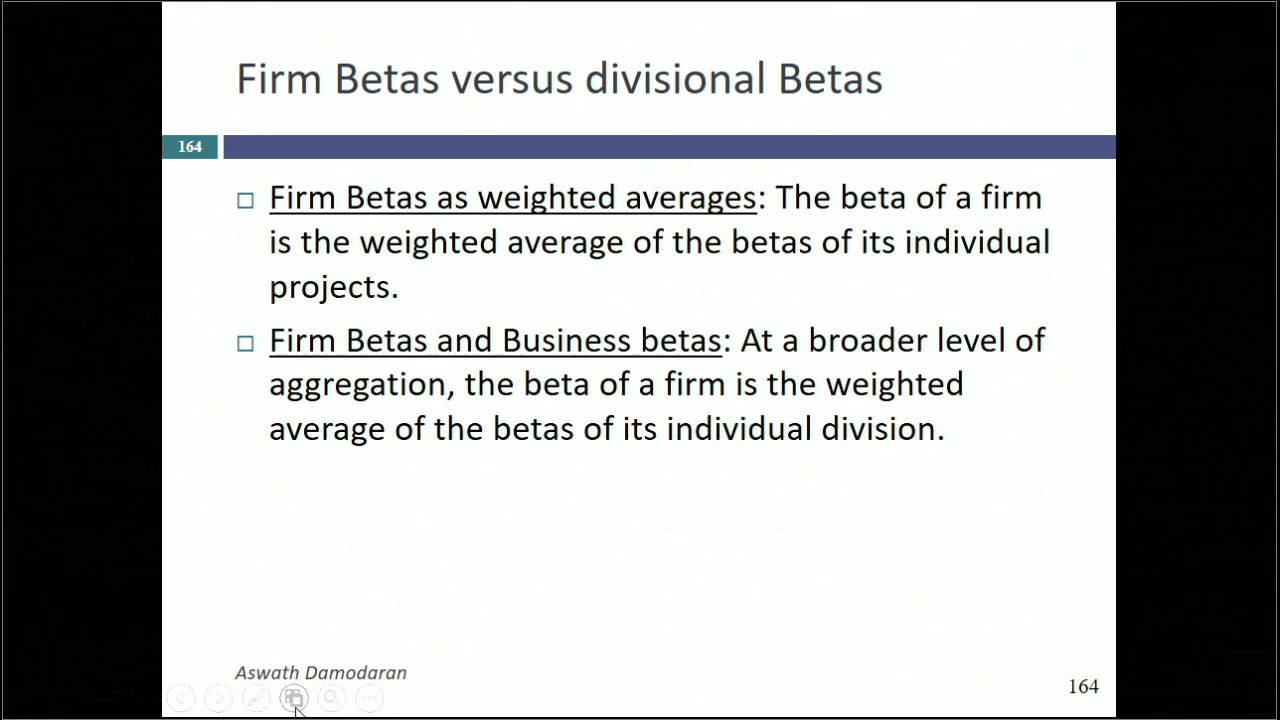 Firm Betas versus divisional Betas
164
Firm Betas as weighted averages: The beta of a firm
is the weighted average of the betas of its individual
projects.
Firm Betas and Business betas: At a broader level of
aggregation, the beta of a firm is the weighted
average of the betas of its individual division.
Aswath Damodaran
164